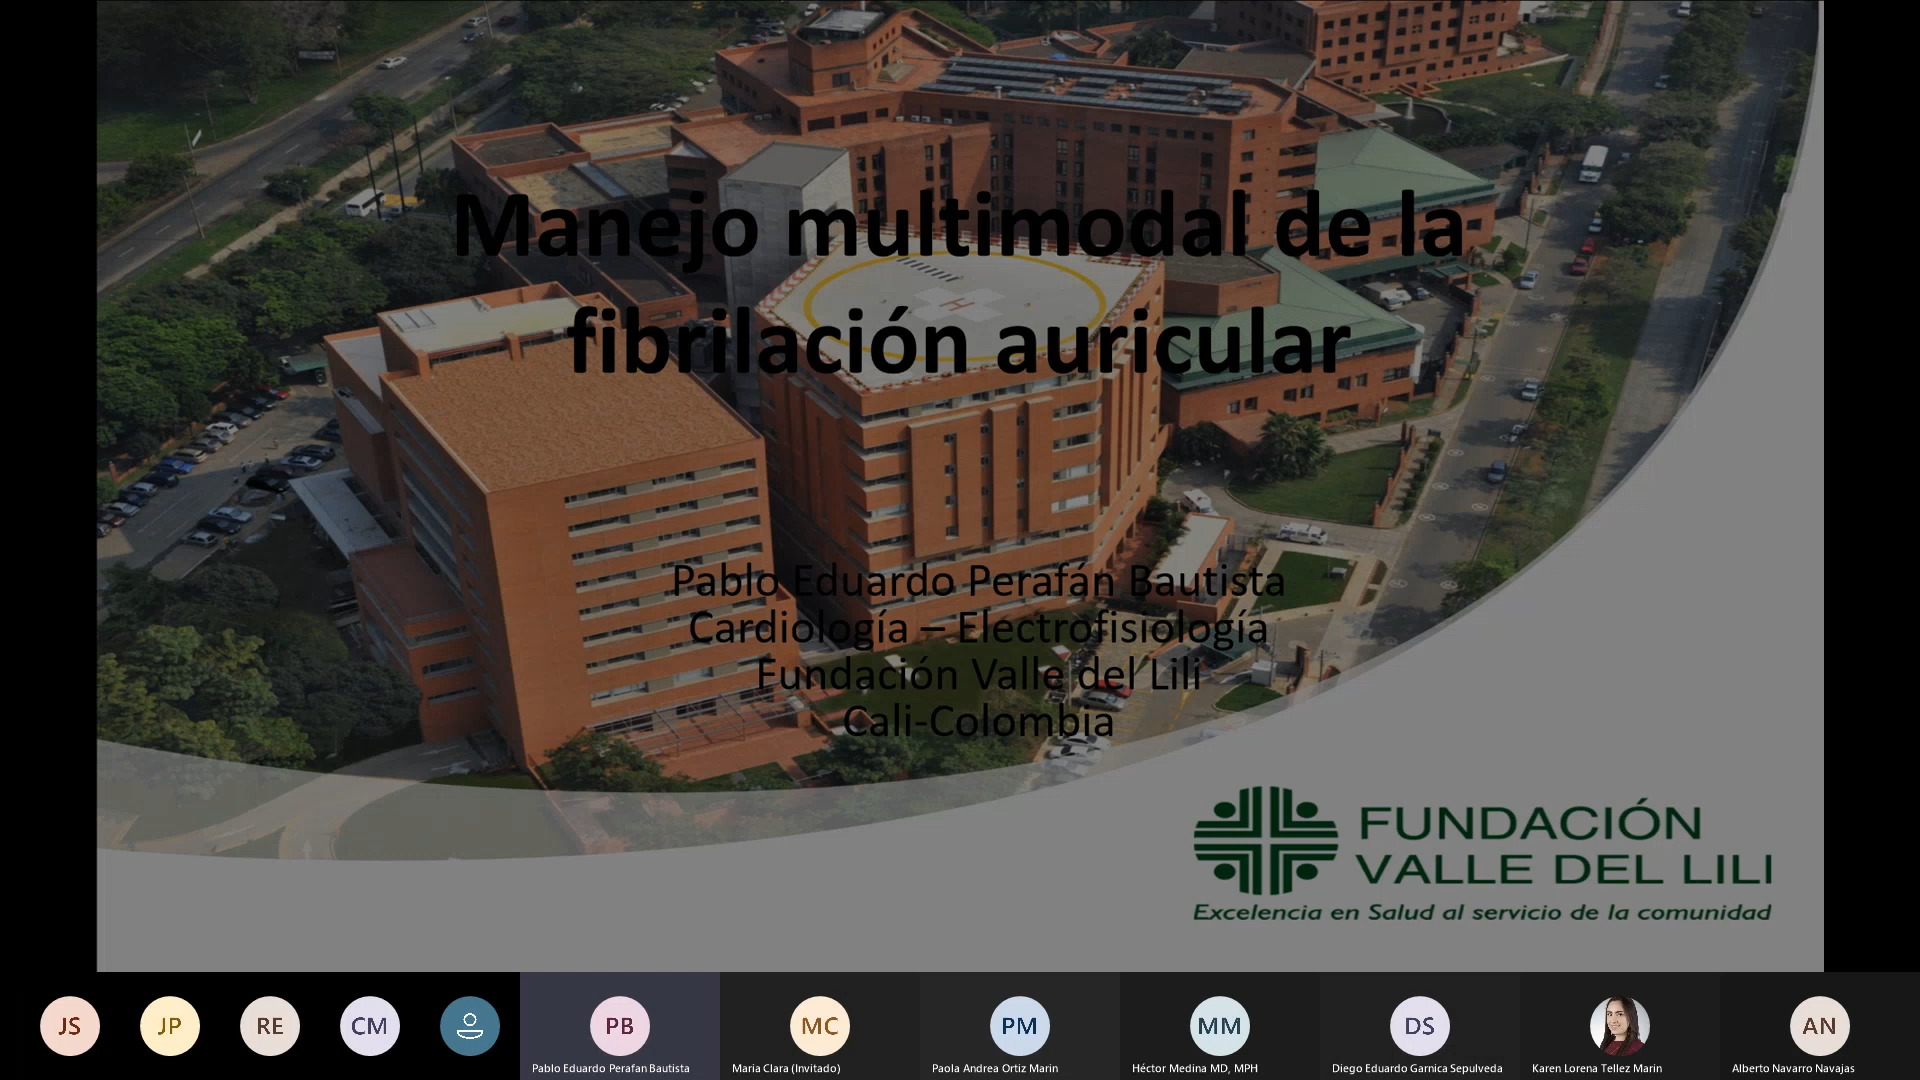 Manejo multimodal de la
fibrilación auricular
Pablo Eduardo Perafán Bautista
Cardiología – Electrofisiología
Fundación Valle del Lili
Cali-Colombia
H
FUNDACIÓN
VALLE DEL LILI
Excelencia en Salud al servicio de la comunidad
JS
JP
RE
CM
PB
MC
PM
MM
DS
AN
Pablo Eduardo Perafan Bautista
Maria Clara (Invitado)
Paola Andrea Ortiz Marin
Héctor Medina MD, MPH
Diego Eduardo Garnica Sepulveda
Karen Lorena Tellez Marin
Alberto Navarro Navajas